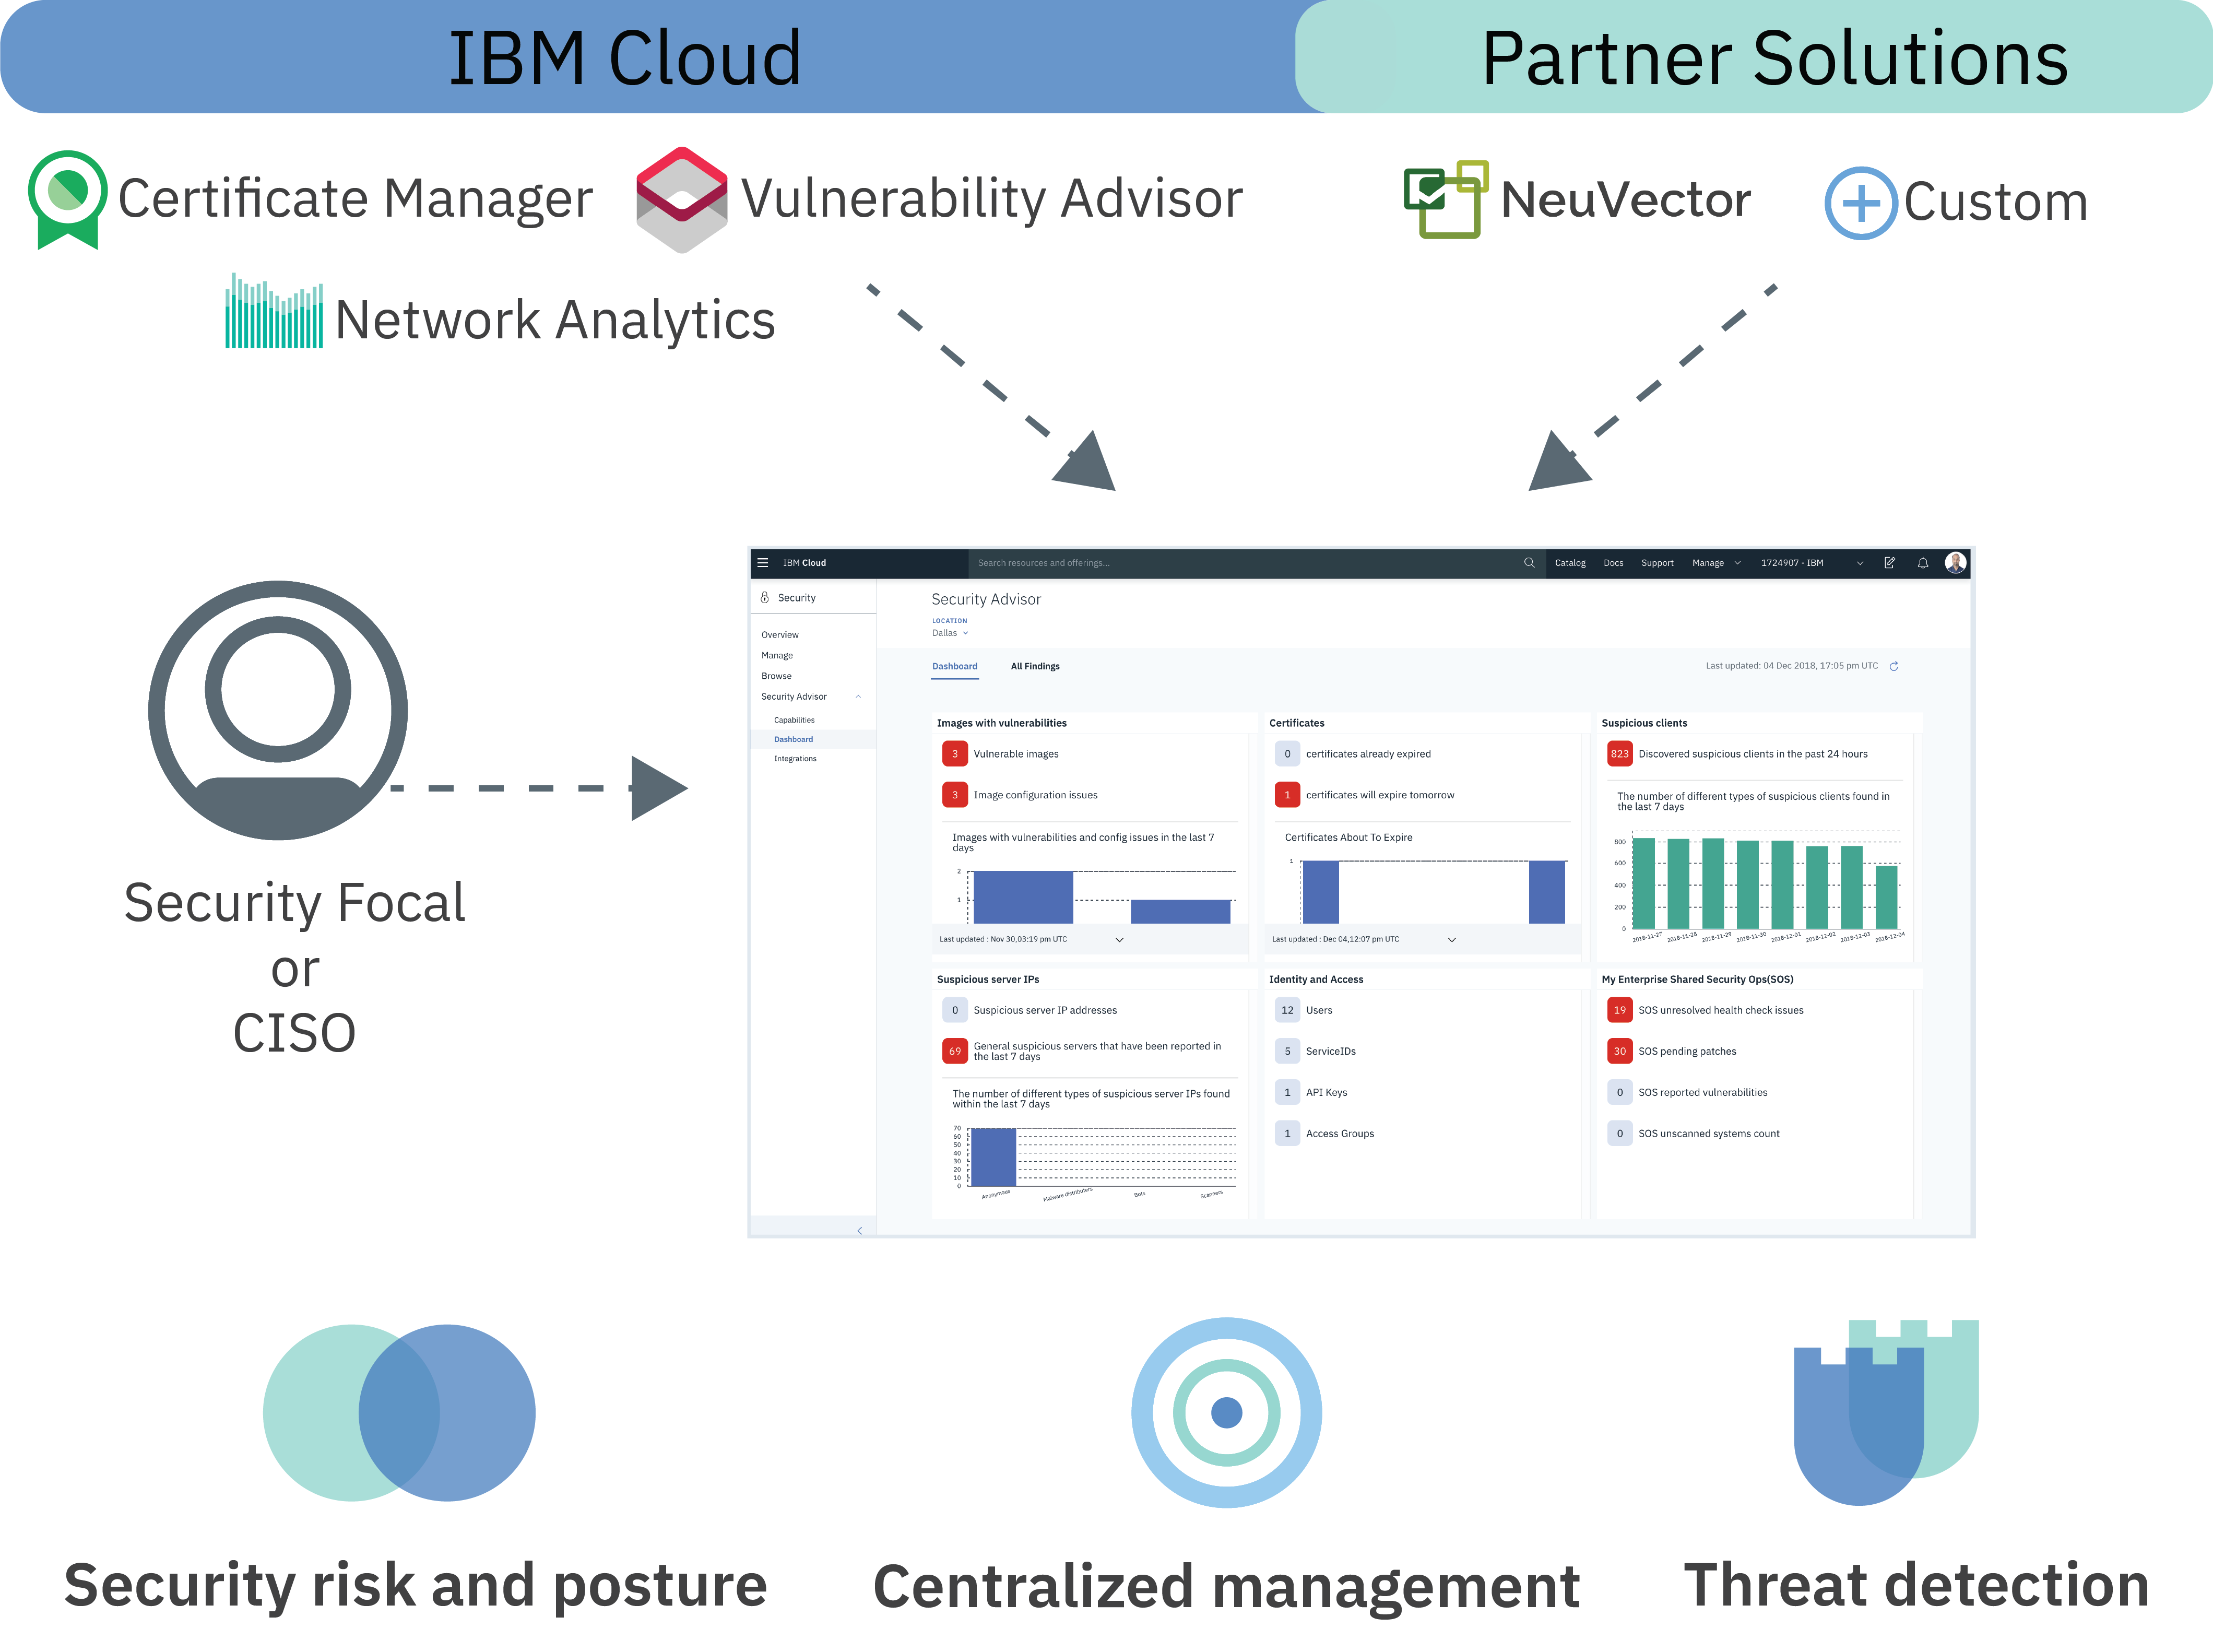 IBM Cloud
Partner Solutions
Certificate Manager
Vulnerability Advisor
NeuVector
Custom
Network Analytics
Security Focal
or
CISO
IBM Cloud
Search resources and offerings...
Catalog
Docs
Support
Manage
1724907 - IBM
Security
Overview
Manage
Browse
Security Advisor
Capabilities
Dashboard
Integrations
Security Advisor
LOCATION
Dallas
Dashboard
All Findings
Last updated: 04 Dec 2018, 17:05 pm UTC
Images with vulnerabilities
3 Vulnerable images
3 Image configuration issues
Images with vulnerabilities and config issues in the last 7
days
2
1
Last updated : Nov 30,03:19 pm UTC
Certificates
0 certificates already expired
1 certificates will expire tomorrow
Certificates About To Expire
1
Last updated : Dec 04,12:07 pm UTC
Suspicious clients
823 Discovered suspicious clients in the past 24 hours
The number of different types of suspicious clients found in
the last 7 days
800
600
400
200
0
2018-11-27 2018-11-28 2018-11-29 2018-11-30 2018-12-01 2018-12-02 2018-12-03 2018-12-04
Suspicious server IPs
0 Suspicious server IP addresses
69 General suspicious servers that have been reported in
the last 7 days
The number of different types of suspicious server IPs found
within the last 7 days
70
60
50
40
30
20
10
0
Anonymous Malware distributers Bots Scanners
Identity and Access
12 Users
5 ServiceIDs
1 API Keys
1 Access Groups
My Enterprise Shared Security Ops(SOS)
19 SOS unresolved health check issues
30 SOS pending patches
0 SOS reported vulnerabilities
0 SOS unscanned systems count
Security risk and posture
Centralized management
Threat detection